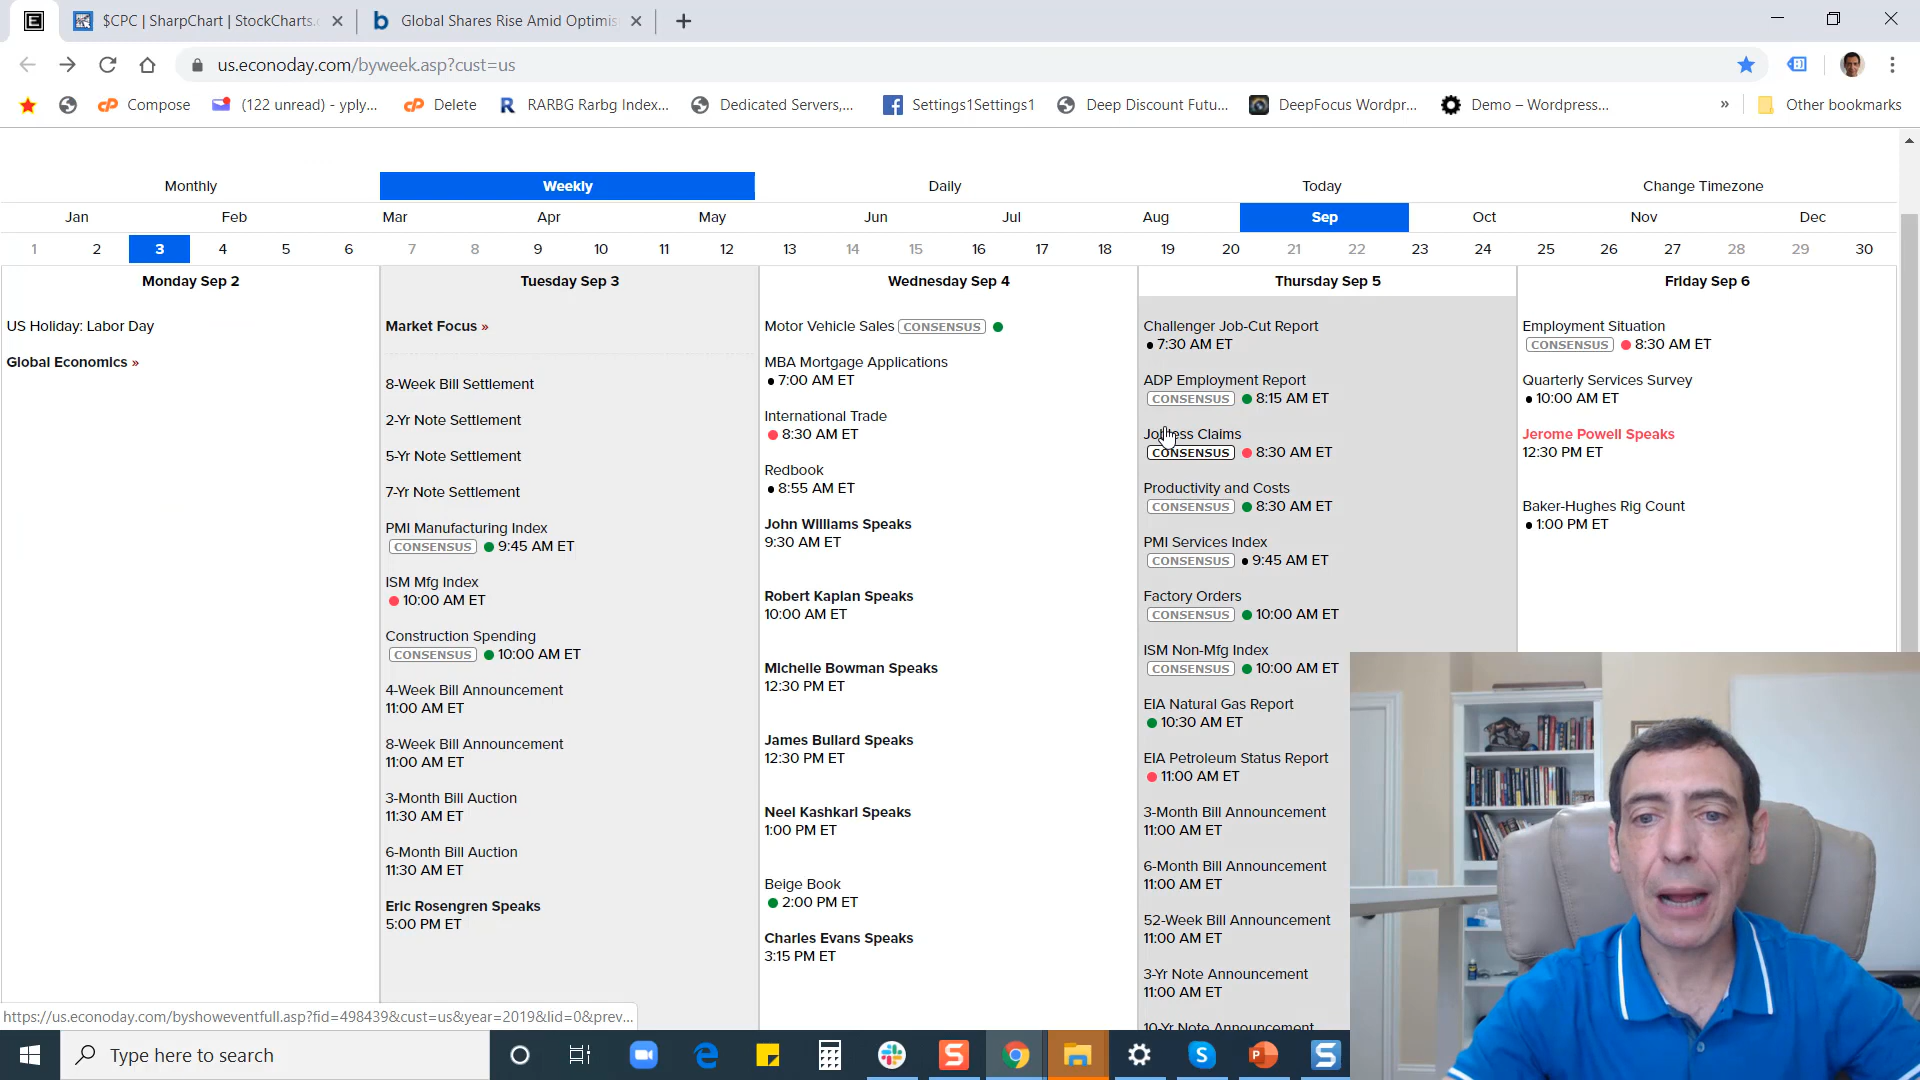 $CPC | SharpChart | StockCharts.c
Global Shares Rise Amid Optimis
us.econoday.com/byweek.asp?cust=us
Compose
(122 unread) - yply...
Delete
RARBG Rarbg Index...
Dedicated Servers,...
Settings1Settings1
Deep Discount Futu...
DeepFocus Wordpr...
Demo – Wordpress...
»
Other bookmarks
Monthly Weekly Daily Today Change Timezone
Jan Feb Mar Apr May Jun Jul Aug Sep Oct Nov Dec
1 2 3 4 5 6 7 8 9 10 11 12 13 14 15 16 17 18 19 20 21 22 23 24 25 26 27 28 29 30
Monday Sep 2
US Holiday: Labor Day
Global Economics »
Tuesday Sep 3
Market Focus »
8-Week Bill Settlement
2-Yr Note Settlement
5-Yr Note Settlement
7-Yr Note Settlement
PMI Manufacturing Index
CONSENSUS 9:45 AM ET
ISM Mfg Index
10:00 AM ET
Construction Spending
CONSENSUS 10:00 AM ET
4-Week Bill Announcement
11:00 AM ET
8-Week Bill Announcement
11:00 AM ET
3-Month Bill Auction
11:30 AM ET
6-Month Bill Auction
11:30 AM ET
Eric Rosengren Speaks
5:00 PM ET
Wednesday Sep 4
Motor Vehicle Sales CONSENSUS
MBA Mortgage Applications
7:00 AM ET
International Trade
8:30 AM ET
Redbook
8:55 AM ET
John Williams Speaks
9:30 AM ET
Robert Kaplan Speaks
10:00 AM ET
Michelle Bowman Speaks
12:30 PM ET
James Bullard Speaks
12:30 PM ET
Neel Kashkari Speaks
1:00 PM ET
Beige Book
2:00 PM ET
Charles Evans Speaks
3:15 PM ET
Thursday Sep 5
Challenger Job-Cut Report
7:30 AM ET
ADP Employment Report
CONSENSUS 8:15 AM ET
Jobless Claims
CONSENSUS 8:30 AM ET
Productivity and Costs
CONSENSUS 8:30 AM ET
PMI Services Index
CONSENSUS 9:45 AM ET
Factory Orders
CONSENSUS 10:00 AM ET
ISM Non-Mfg Index
CONSENSUS 10:00 AM ET
EIA Natural Gas Report
10:30 AM ET
EIA Petroleum Status Report
11:00 AM ET
3-Month Bill Announcement
11:00 AM ET
6-Month Bill Announcement
11:00 AM ET
52-Week Bill Announcement
11:00 AM ET
3-Yr Note Announcement
11:00 AM ET
10-Yr Note Announcement
Friday Sep 6
Employment Situation
CONSENSUS 8:30 AM ET
Quarterly Services Survey
10:00 AM ET
Jerome Powell Speaks
12:30 PM ET
Baker-Hughes Rig Count
1:00 PM ET
https://us.econoday.com/byshoweventfull.asp?fid=498439&cust=us&year=2019&lid=0&prev...
Type here to search